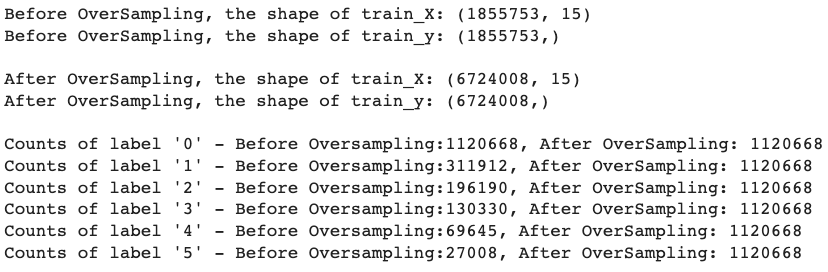 Before OverSampling, the shape of train_X: (1855753, 15)
Before OverSampling, the shape of train_y: (1855753,)
After OverSampling, the shape of train_X: (6724008, 15)
After OverSampling, the shape of train_y: (6724008,)
Counts of label '0' - Before Oversampling:1120668, After OverSampling: 1120668
Counts of label '1' - Before Oversampling:311912, After OverSampling: 1120668
Counts of label '2' - Before Oversampling:196190, After OverSampling: 1120668
Counts of label '3' - Before Oversampling:130330, After OverSampling: 1120668
Counts of label '4' - Before Oversampling:69645, After OverSampling: 1120668
Counts of label '5' - Before Oversampling:27008, After OverSampling: 1120668